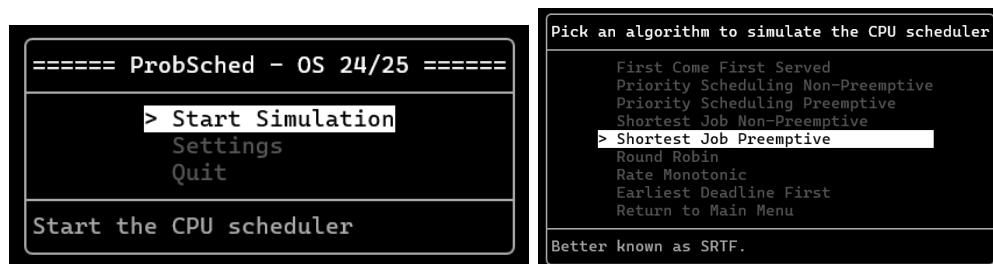 ====== ProbSched - OS 24/25 ======
> Start Simulation
Settings
Quit
Start the CPU scheduler
Pick an algorithm to simulate the CPU scheduler
First Come First Served
Priority Scheduling Non-Preemptive
Priority Scheduling Preemptive
Shortest Job Non-Preemptive
> Shortest Job Preemptive
Round Robin
Rate Monotonic
Earliest Deadline First
Return to Main Menu
Better known as SRTF.